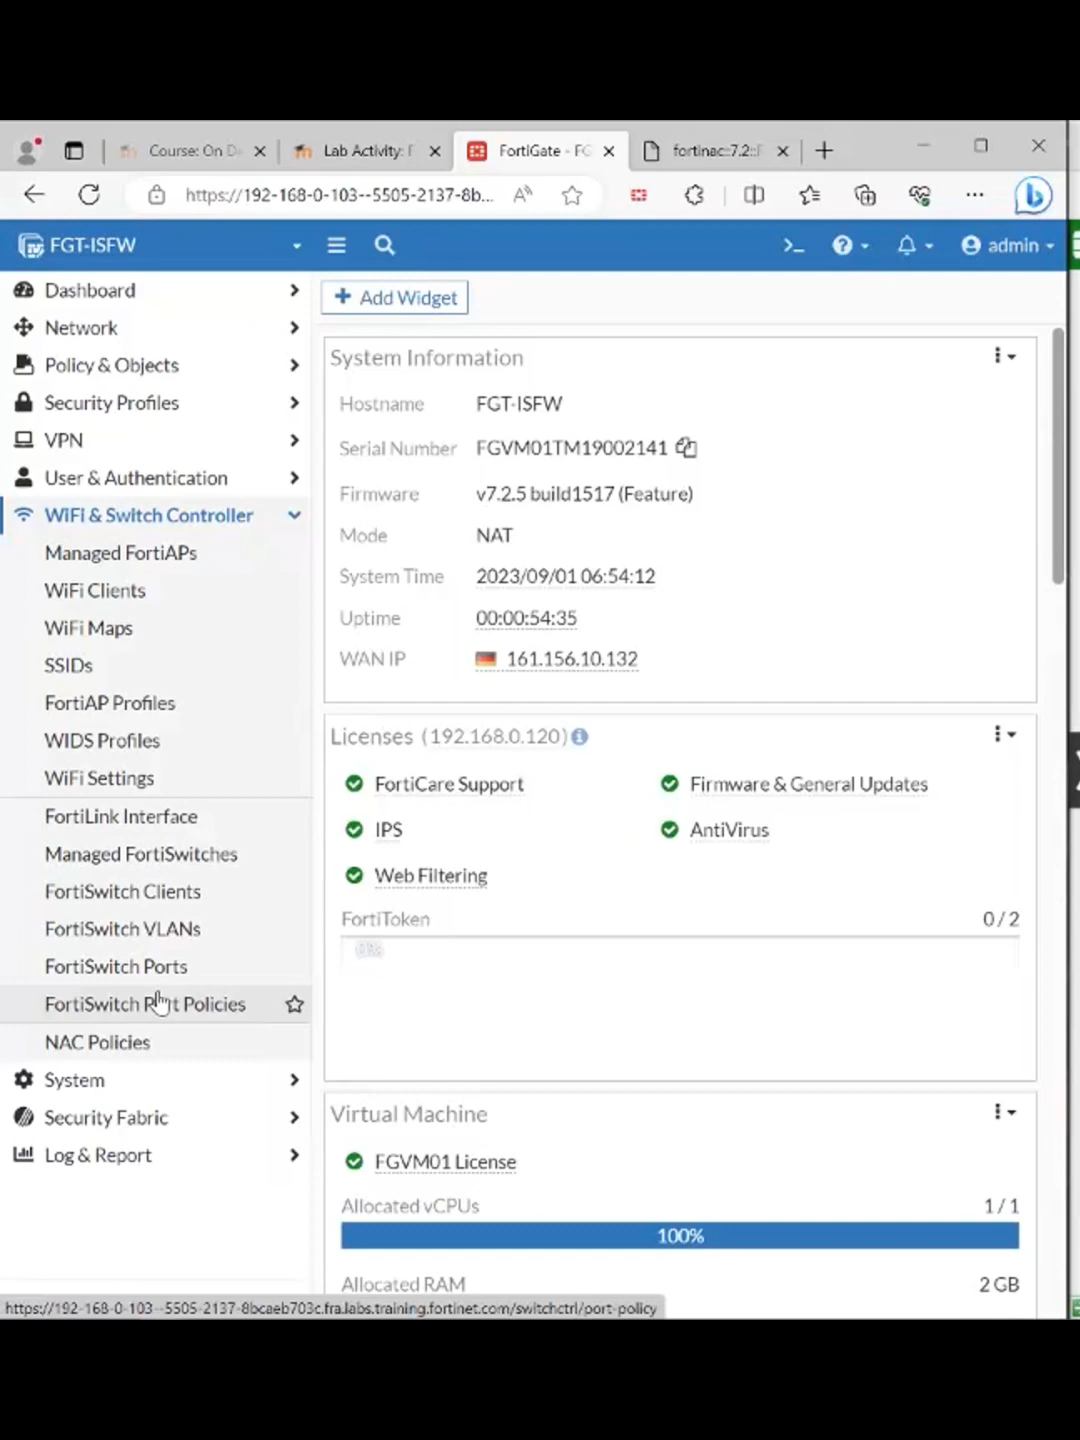 Course: On D
Lab Activity: F
FortiGate - FG
fortinac::7.2::
https://192-168-0-103--5505-2137-8b...
FGT-ISFW
admin
Dashboard
Network
Policy & Objects
Security Profiles
VPN
User & Authentication
WiFi & Switch Controller
Managed FortiAPs
WiFi Clients
WiFi Maps
SSIDs
FortiAP Profiles
WIDS Profiles
WiFi Settings
FortiLink Interface
Managed FortiSwitches
FortiSwitch Clients
FortiSwitch VLANs
FortiSwitch Ports
FortiSwitch Port Policies
NAC Policies
System
Security Fabric
Log & Report
Add Widget
System Information
Hostname FGT-ISFW
Serial Number FGVM01TM19002141
Firmware v7.2.5 build1517 (Feature)
Mode NAT
System Time 2023/09/01 06:54:12
Uptime 00:00:54:35
WAN IP 161.156.10.132
Licenses (192.168.0.120)
FortiCare Support Firmware & General Updates
IPS AntiVirus
Web Filtering
FortiToken 0 / 2
0%
Virtual Machine
FGVM01 License
Allocated vCPUs 1 / 1
100%
Allocated RAM 2 GB
https://192-168-0-103--5505-2137-8bcaeb703c.fra.labs.training.fortinet.com/switchctrl/port-policy